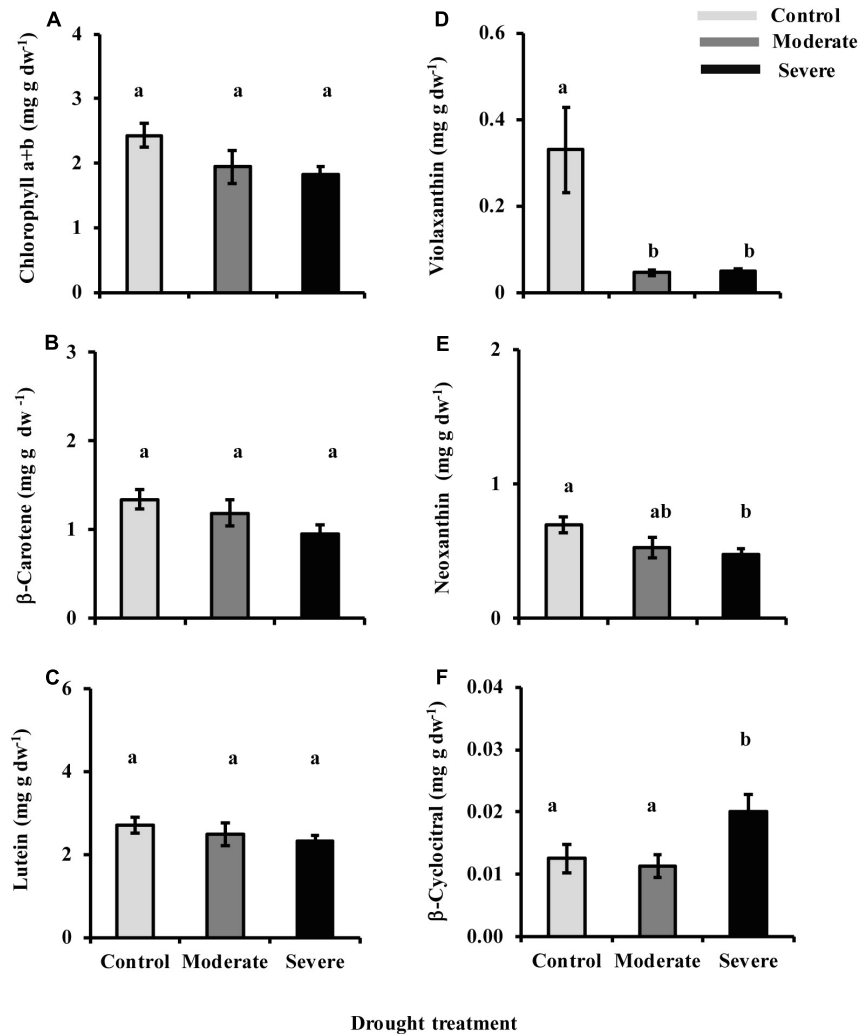 A
Chlorophyll a+b (mg g dw⁻¹)
4
3
2
1
0
a a a
D
Violaxanthin (mg g dw⁻¹)
0.6
0.4
0.2
0
a
b b
Control
Moderate
Severe
B
β-Carotene (mg g dw ⁻¹)
3
2
1
0
a a a
E
Neoxanthin (mg g dw⁻¹)
2
1
0
a
ab b
C
Lutein (mg g dw⁻¹)
6
4
2
0
a a a
Control Moderate Severe
F
β-Cyclocitral (mg g dw⁻¹)
0.04
0.03
0.02
0.01
0.00
a a b
Control Moderate Severe
Drought treatment